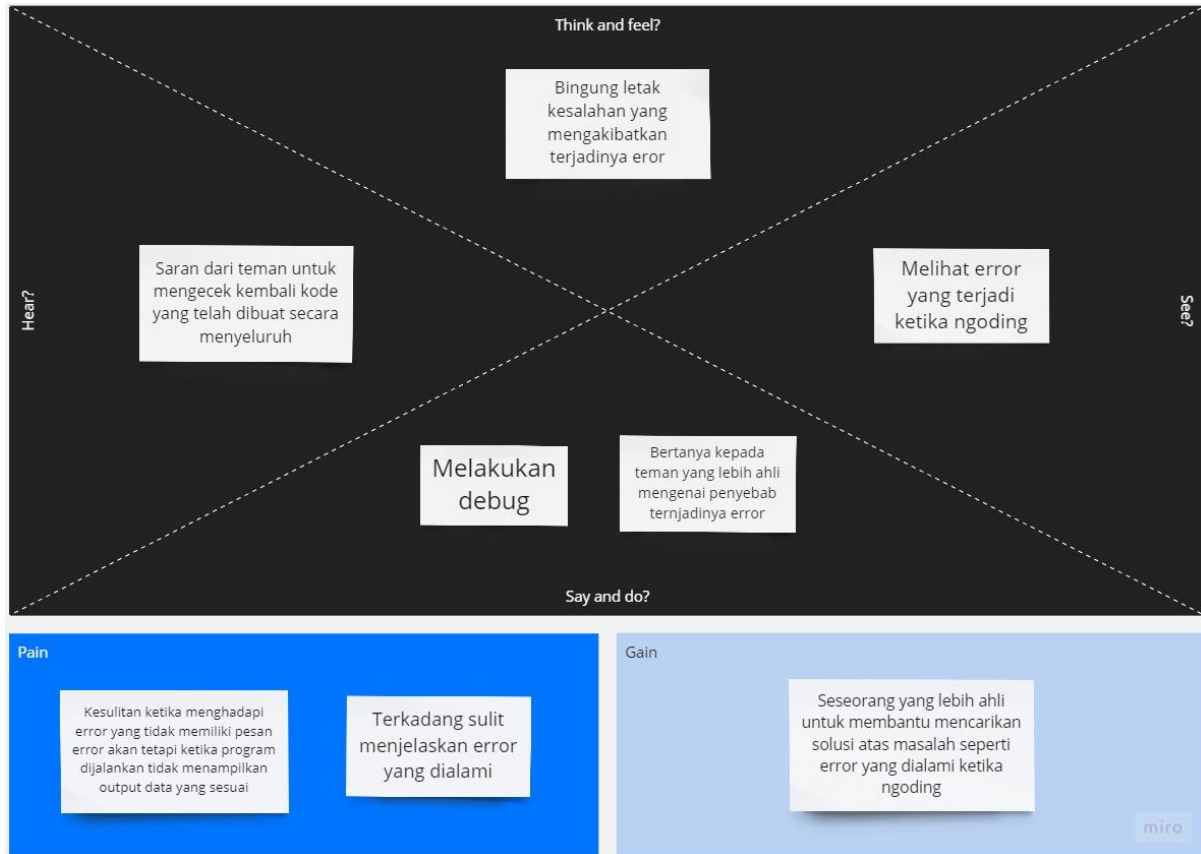 Think and feel?
Bingung letak
kesalahan yang
mengakibatkan
terjadinya eror
Hear?
Saran dari teman untuk
mengecek kembali kode
yang telah dibuat secara
menyeluruh
Melihat error
yang terjadi
ketika ngoding
See?
Melakukan
debug
Bertanya kepada
teman yang lebih ahli
mengenai penyebab
ternjadinya error
Say and do?
Pain
Kesulitan ketika menghadapi
error yang tidak memiliki pesan
error akan tetapi ketika program
dijalankan tidak menampilkan
output data yang sesuai
Terkadang sulit
menjelaskan error
yang dialami
Gain
Seseorang yang lebih ahli
untuk membantu mencarikan
solusi atas masalah seperti
error yang dialami ketika
ngoding
miro